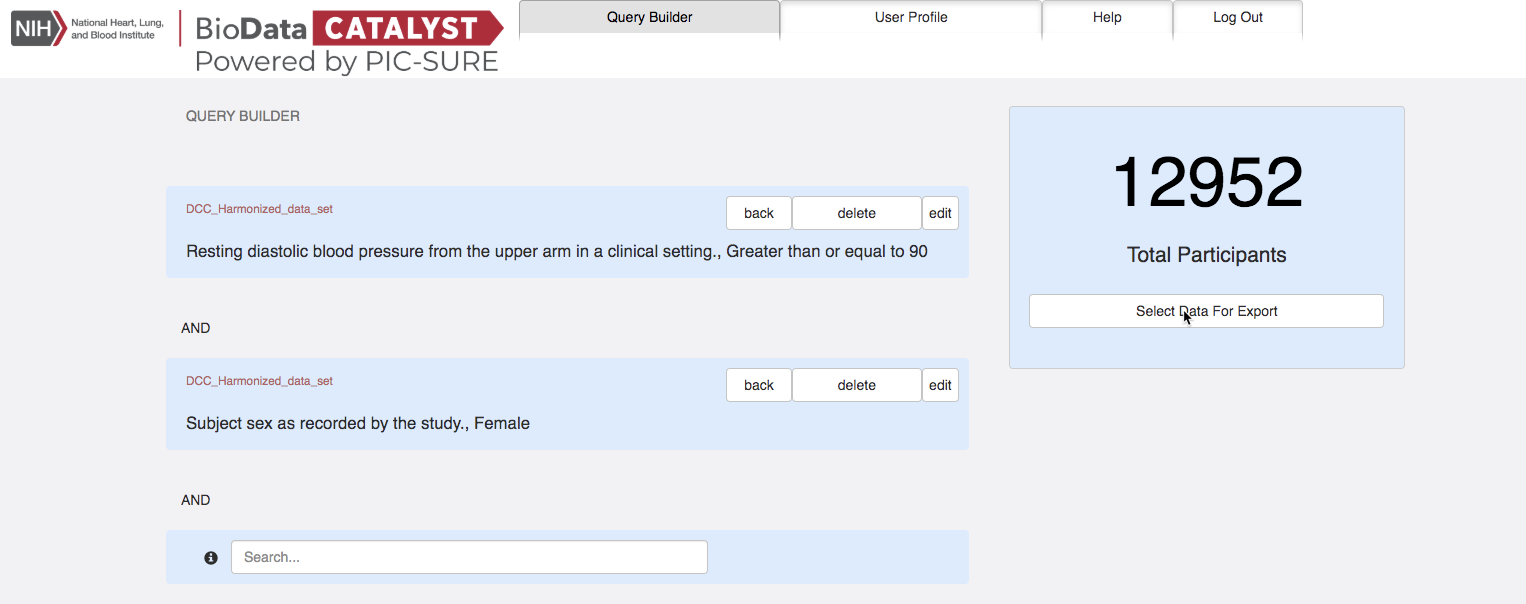 NIH National Heart, Lung,
and Blood Institute
BioData CATALYST
Powered by PIC-SURE
Query Builder
User Profile
Help
Log Out
QUERY BUILDER
DCC_Harmonized_data_set
back
delete
edit
Resting diastolic blood pressure from the upper arm in a clinical setting., Greater than or equal to 90
AND
DCC_Harmonized_data_set
back
delete
edit
Subject sex as recorded by the study., Female
AND
Search...
12952
Total Participants
Select Data For Export